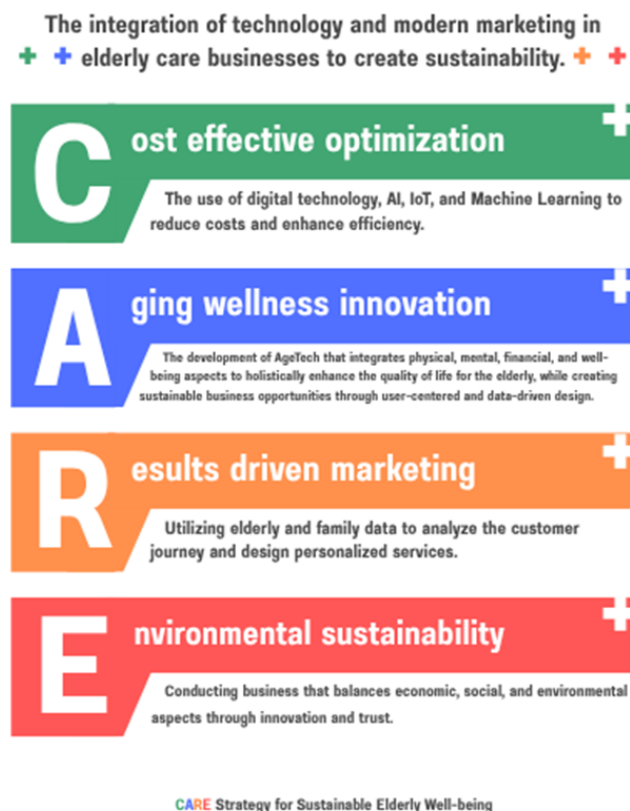 The integration of technology and modern marketing in
elderly care businesses to create sustainability.
Cost effective optimization
The use of digital technology, AI, IoT, and Machine Learning to
reduce costs and enhance efficiency.
Aging wellness innovation
The development of AgeTech that integrates physical, mental, financial, and well-
being aspects to holistically enhance the quality of life for the elderly, while creating
sustainable business opportunities through user-centered and data-driven design.
Results driven marketing
Utilizing elderly and family data to analyze the customer
journey and design personalized services.
Environmental sustainability
Conducting business that balances economic, social, and environmental
aspects through innovation and trust.
CARE Strategy for Sustainable Elderly Well-being